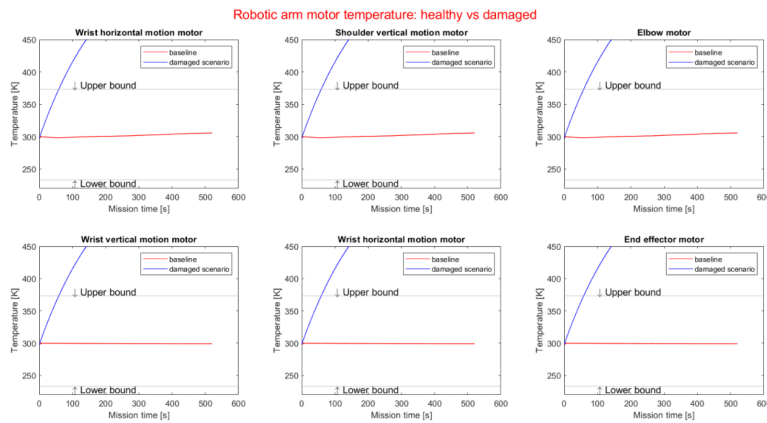 Robotic arm motor temperature: healthy vs damaged
Wrist horizontal motion motor
450
400
350
300
250
Temperature [K]
baseline
damaged scenario
↓ Upper bound
↑ Lower bound
0 100 200 300 400 500 600
Mission time [s]
Shoulder vertical motion motor
450
400
350
300
250
Temperature [K]
baseline
damaged scenario
↓ Upper bound
↑ Lower bound
0 100 200 300 400 500 600
Mission time [s]
Elbow motor
450
400
350
300
250
Temperature [K]
baseline
damaged scenario
↓ Upper bound
↑ Lower bound
0 100 200 300 400 500 600
Mission time [s]
Wrist vertical motion motor
450
400
350
300
250
Temperature [K]
baseline
damaged scenario
↓ Upper bound
↑ Lower bound
0 100 200 300 400 500 600
Mission time [s]
Wrist horizontal motion motor
450
400
350
300
250
Temperature [K]
baseline
damaged scenario
↓ Upper bound
↑ Lower bound
0 100 200 300 400 500 600
Mission time [s]
End effector motor
450
400
350
300
250
Temperature [K]
baseline
damaged scenario
↓ Upper bound
↑ Lower bound
0 100 200 300 400 500 600
Mission time [s]